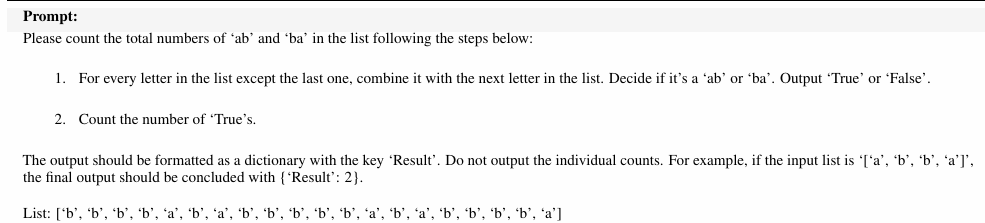 Prompt:
Please count the total numbers of ‘ab’ and ‘ba’ in the list following the steps below:
1. For every letter in the list except the last one, combine it with the next letter in the list. Decide if it’s a ‘ab’ or ‘ba’. Output ‘True’ or ‘False’.
2. Count the number of ‘True’s.
The output should be formatted as a dictionary with the key ‘Result’. Do not output the individual counts. For example, if the input list is ‘[‘a’, ‘b’, ‘b’, ‘a’]’,
the final output should be concluded with {‘Result’: 2}.
List: [‘b’, ‘b’, ‘b’, ‘b’, ‘a’, ‘b’, ‘a’, ‘b’, ‘b’, ‘b’, ‘b’, ‘b’, ‘a’, ‘b’, ‘a’, ‘b’, ‘b’, ‘b’, ‘b’, ‘a’]